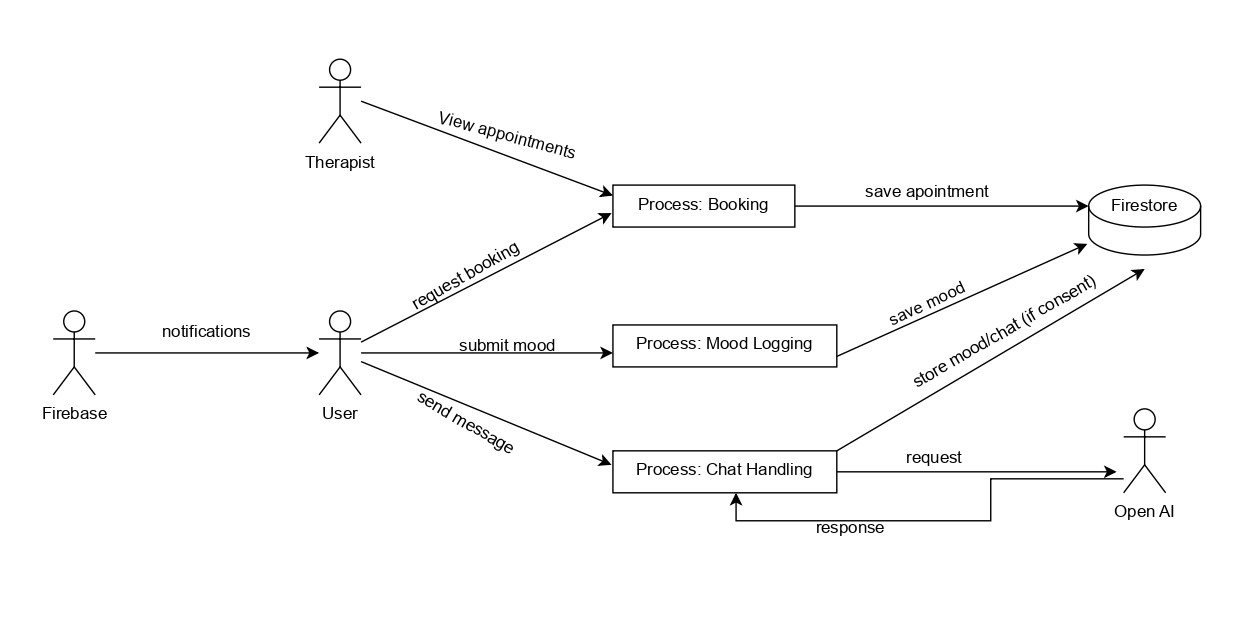 View appointments
Therapist
Process: Booking
save apointment
Firestore
request booking
notifications
submit mood
Process: Mood Logging
save mood
store mood/chat (if consent)
Firebase
User
send message
Process: Chat Handling
request
response
Open AI